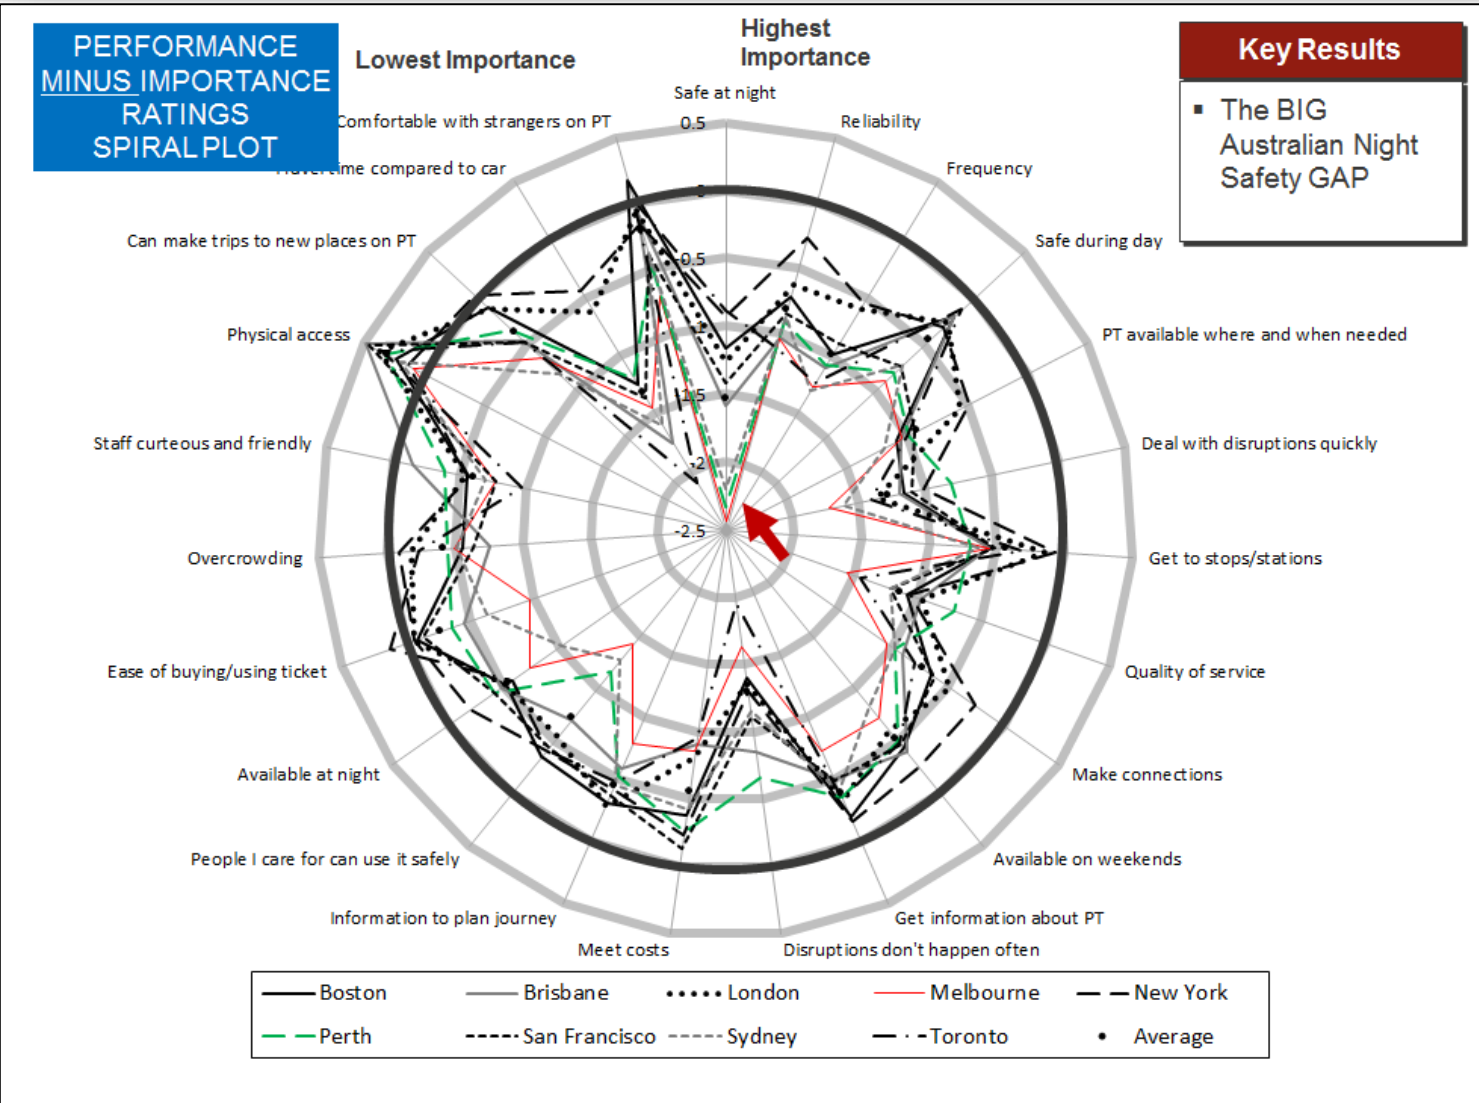 PERFORMANCE
MINUS IMPORTANCE
RATINGS
SPIRAL PLOT
Lowest Importance
Highest
Importance
Key Results
▪ The BIG
Australian Night
Safety GAP
Safe at night
Reliability
Frequency
Safe during day
PT available where and when needed
Deal with disruptions quickly
Get to stops/stations
Quality of service
Make connections
Available on weekends
Get information about PT
Disruptions don't happen often
Meet costs
Information to plan journey
People I care for can use it safely
Available at night
Ease of buying/using ticket
Overcrowding
Staff curteous and friendly
Physical access
Can make trips to new places on PT
time compared to car
Comfortable with strangers on PT
0.5
0
-0.5
-1
-1.5
-2
-2.5
Boston
Brisbane
London
Melbourne
New York
Perth
San Francisco
Sydney
Toronto
Average